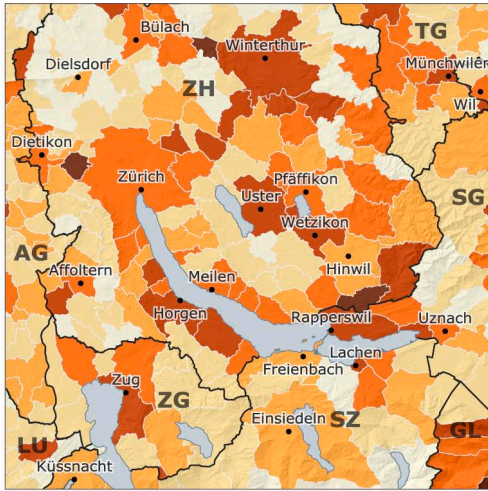 Bülach
TG
Winterthur
Dielsdorf
Münchwilen
ZH
Wil
Dietikon
Zürich
Pfäffikon
Uster
SG
Wetzikon
AG
Hinwil
Affoltern
Meilen
Horgen
Rapperswil
Uznach
Lachen
Freienbach
Zug
ZG
Einsiedeln
SZ
GL
LU
Küssnacht